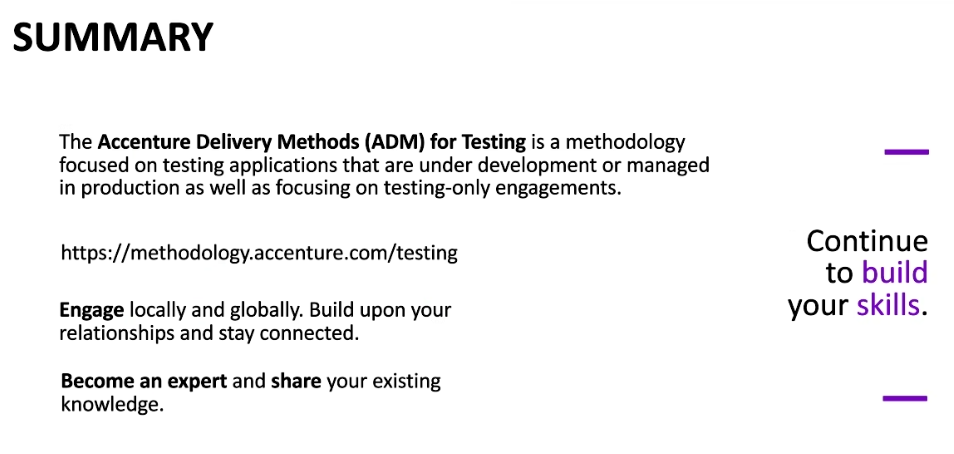 SUMMARY
The Accenture Delivery Methods (ADM) for Testing is a methodology
focused on testing applications that are under development or managed
in production as well as focusing on testing-only engagements.
https://methodology.accenture.com/testing
Engage locally and globally. Build upon your
relationships and stay connected.
Become an expert and share your existing
knowledge.
Continue
to build
your skills.